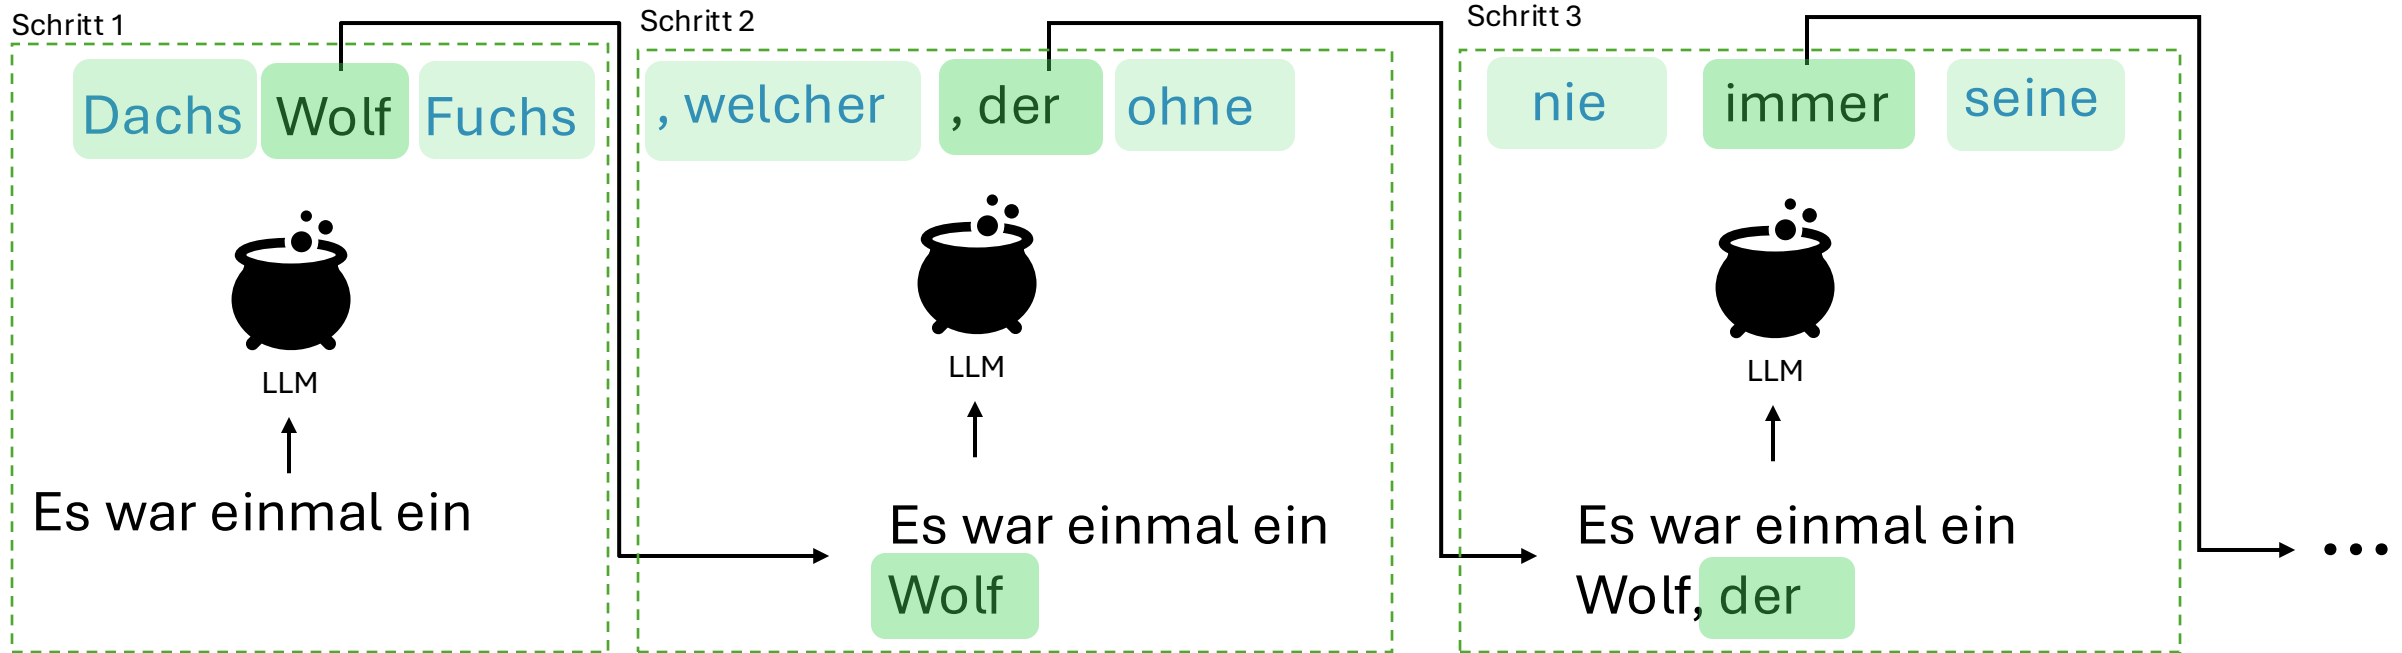 Schritt 1
Dachs Wolf Fuchs
LLM
Es war einmal ein
Schritt 2
, welcher , der ohne
LLM
Es war einmal ein
Wolf
Schritt 3
nie immer seine
LLM
Es war einmal ein
Wolf, der
...